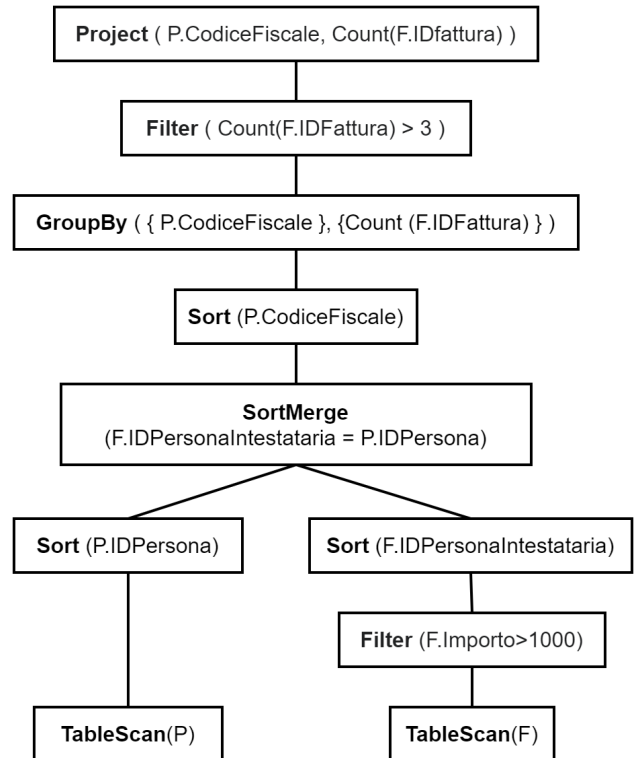 Project ( P.CodiceFiscale, Count(F.IDfattura) )
Filter ( Count(F.IDFattura) > 3 )
GroupBy ( { P.CodiceFiscale }, {Count (F.IDFattura) } )
Sort (P.CodiceFiscale)
SortMerge
(F.IDPersonaIntestataria = P.IDPersona)
Sort (P.IDPersona)
Sort (F.IDPersonaIntestataria)
Filter (F.Importo>1000)
TableScan(P)
TableScan(F)